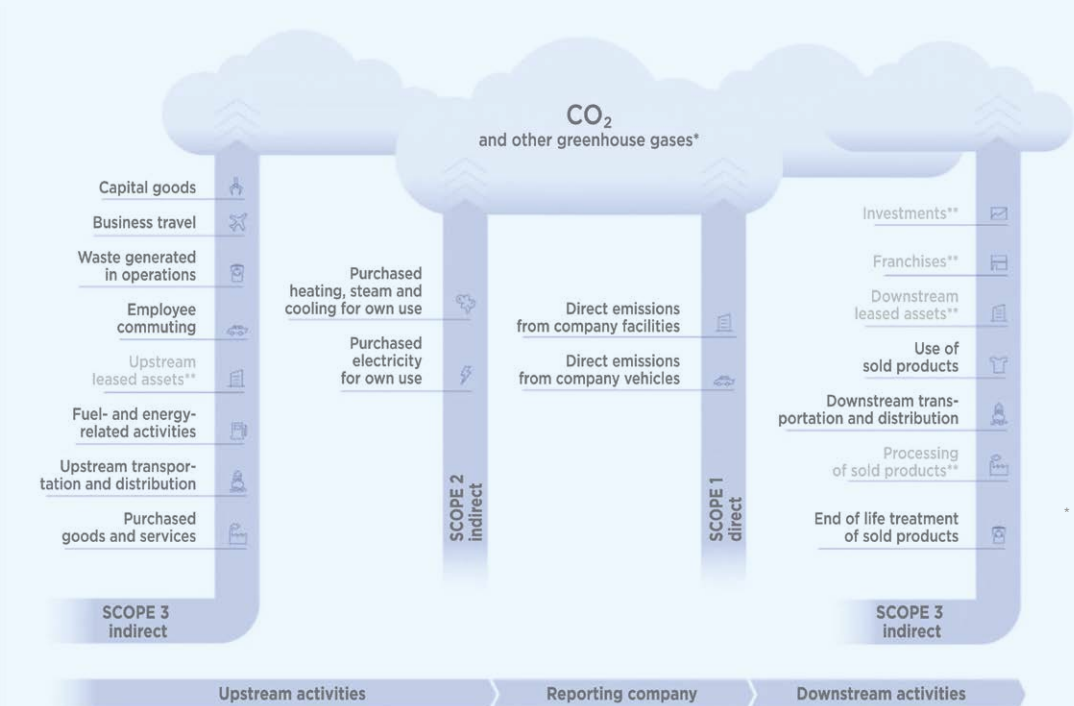 CO₂
and other greenhouse gases*
Capital goods
Business travel
Waste generated
in operations
Employee
commuting
Upstream
leased assets**
Fuel- and energy-
related activities
Upstream transpor-
tation and distribution
Purchased
goods and services
SCOPE 3
indirect
Purchased
heating, steam and
cooling for own use
Purchased
electricity
for own use
SCOPE 2
indirect
Direct emissions
from company facilities
Direct emissions
from company vehicles
SCOPE 1
direct
Investments**
Franchises**
Downstream
leased assets**
Use of
sold products
Downstream trans-
portation and distribution
Processing
of sold products**
End of life treatment
of sold products
SCOPE 3
indirect
*
Upstream activities
Reporting company
Downstream activities